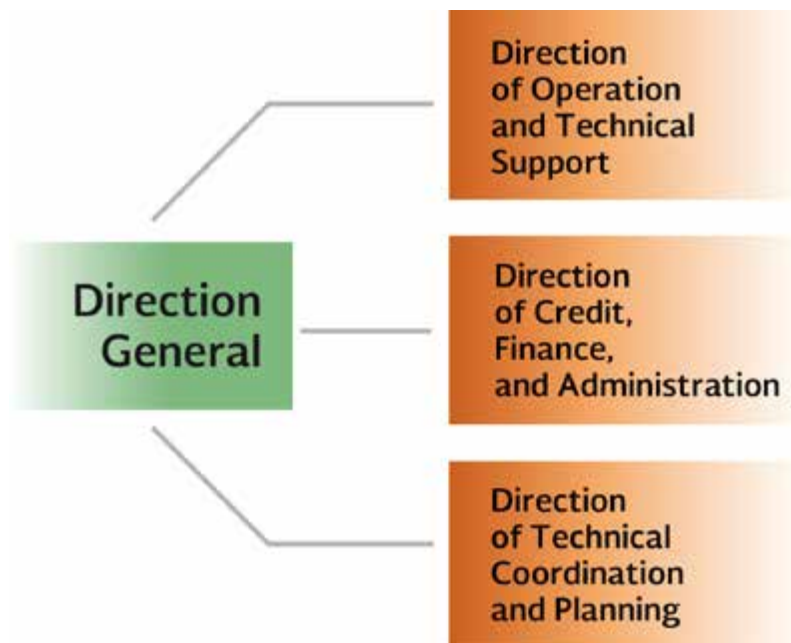 Direction
General
Direction
of Operation
and Technical
Support
Direction
of Credit,
Finance,
and Administration
Direction
of Technical
Coordination
and Planning